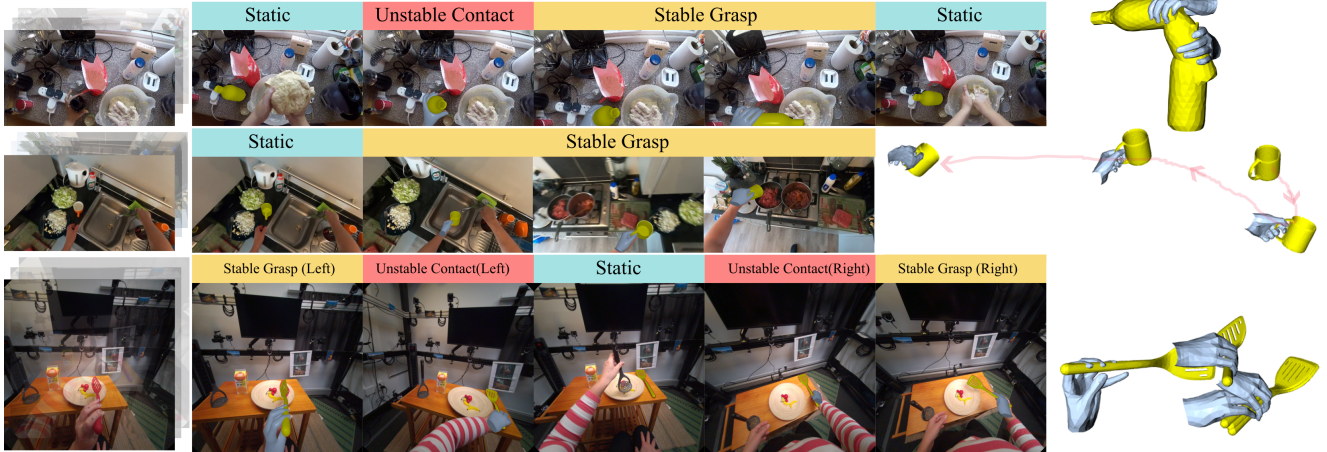 Static
Unstable Contact
Stable Grasp
Static
Static
Stable Grasp
Stable Grasp (Left)
Unstable Contact(Left)
Static
Unstable Contact(Right)
Stable Grasp (Right)